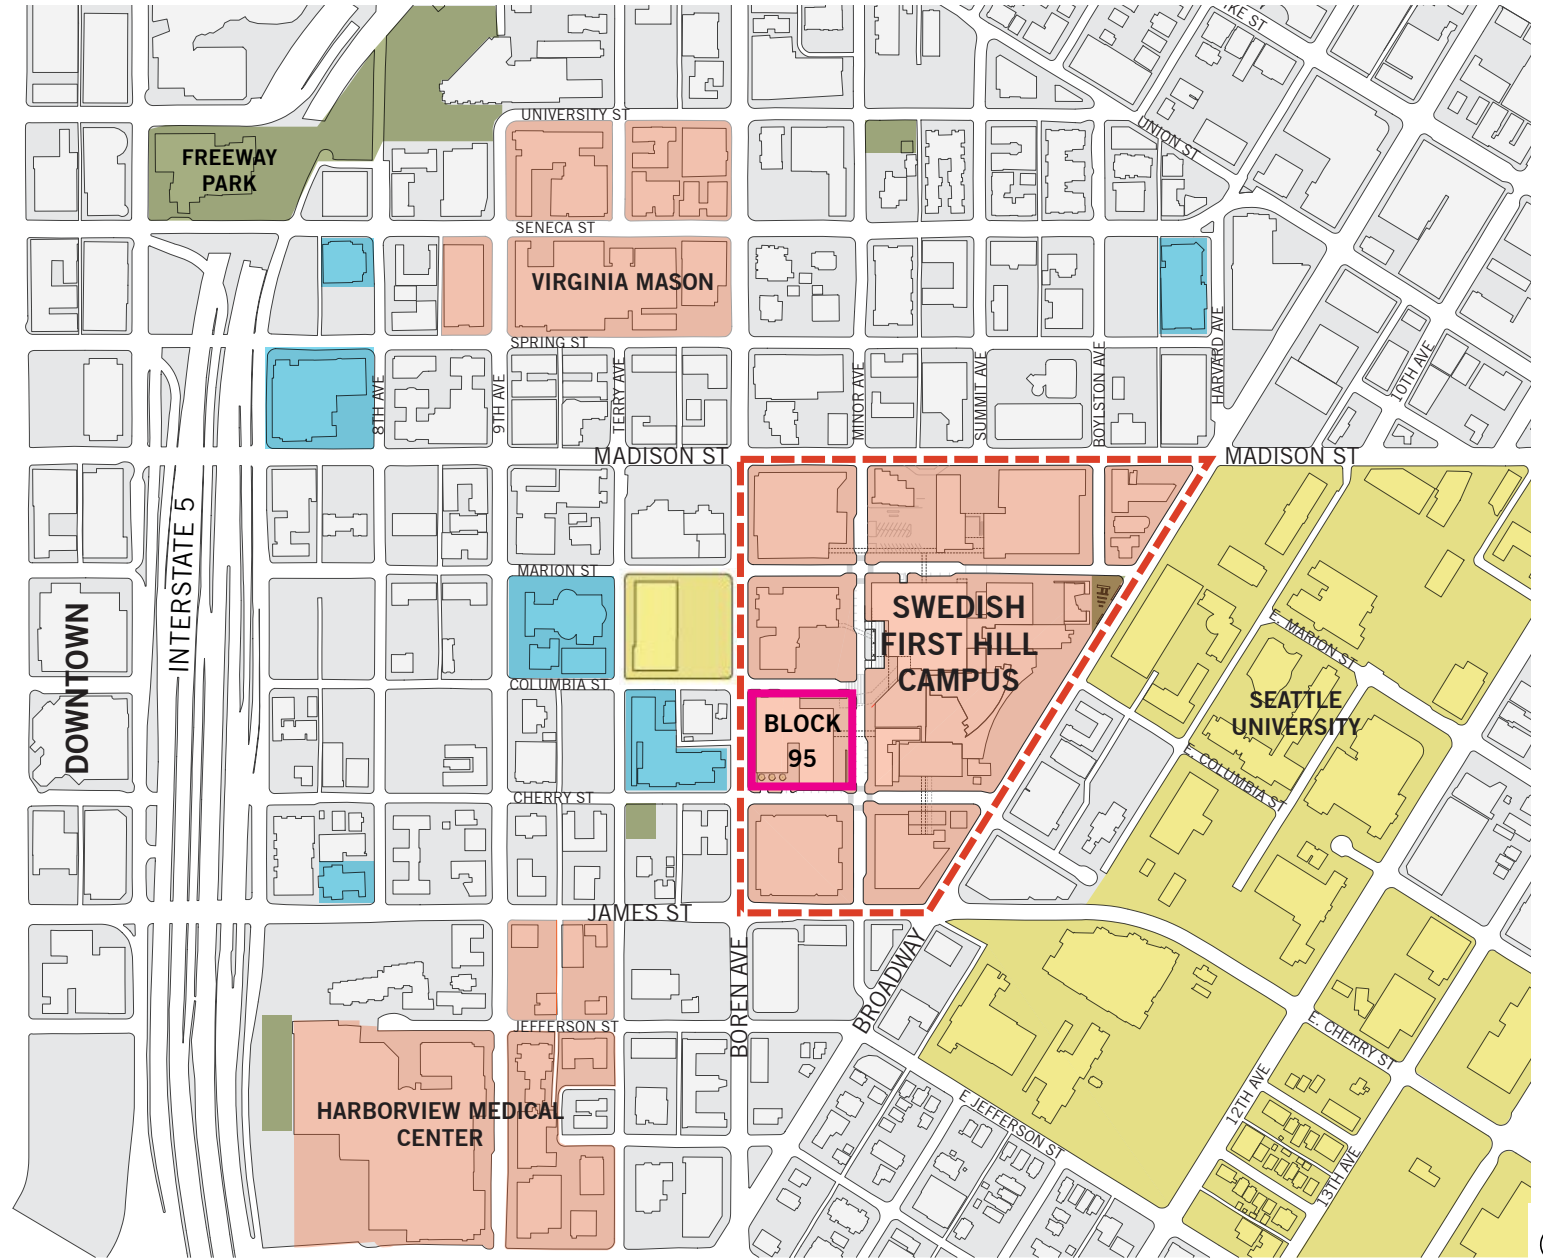 IKE ST
UNIVERSITY ST
UNION ST
FREEWAY
PARK
SENECA ST
VIRGINIA MASON
SPRING ST
8TH AVE
9TH AVE
TERRY AVE
MINOR AVE
SUMMIT AVE
BOYLSTON AVE
HARVARD AVE
10TH AVE
MADISON ST
MADISON ST
INTERSTATE 5
DOWNTOWN
MARION ST
SWEDISH
FIRST HILL
CAMPUS
E. MARION ST
COLUMBIA ST
BLOCK
95
SEATTLE
UNIVERSITY
E. COLUMBIA ST
CHERRY ST
JAMES ST
BOREN AVE
BROADWAY
JEFFERSON ST
E. CHERRY ST
HARBORVIEW MEDICAL
CENTER
E JEFFERSON ST
12TH AVE
13TH AVE